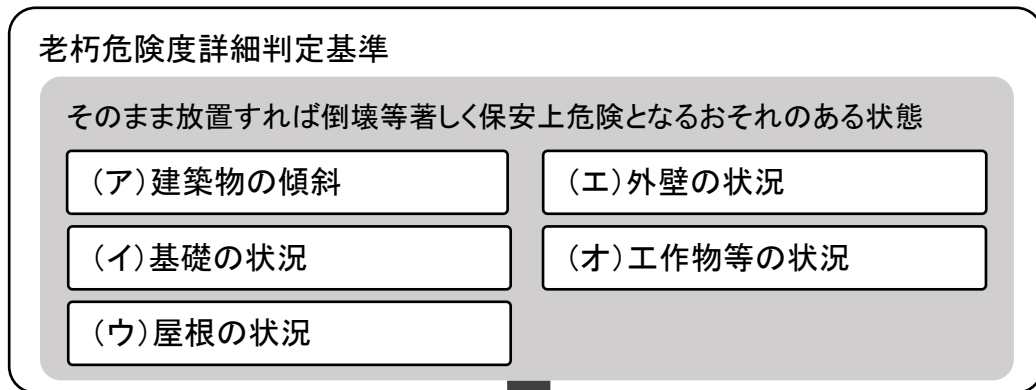 老朽危険度詳細判定基準
そのまま放置すれば倒壊等著しく保安上危険となるおそれのある状態
（ア）建築物の傾斜
（イ）基礎の状況
（ウ）屋根の状況
（エ）外壁の状況
（オ）工作物等の状況